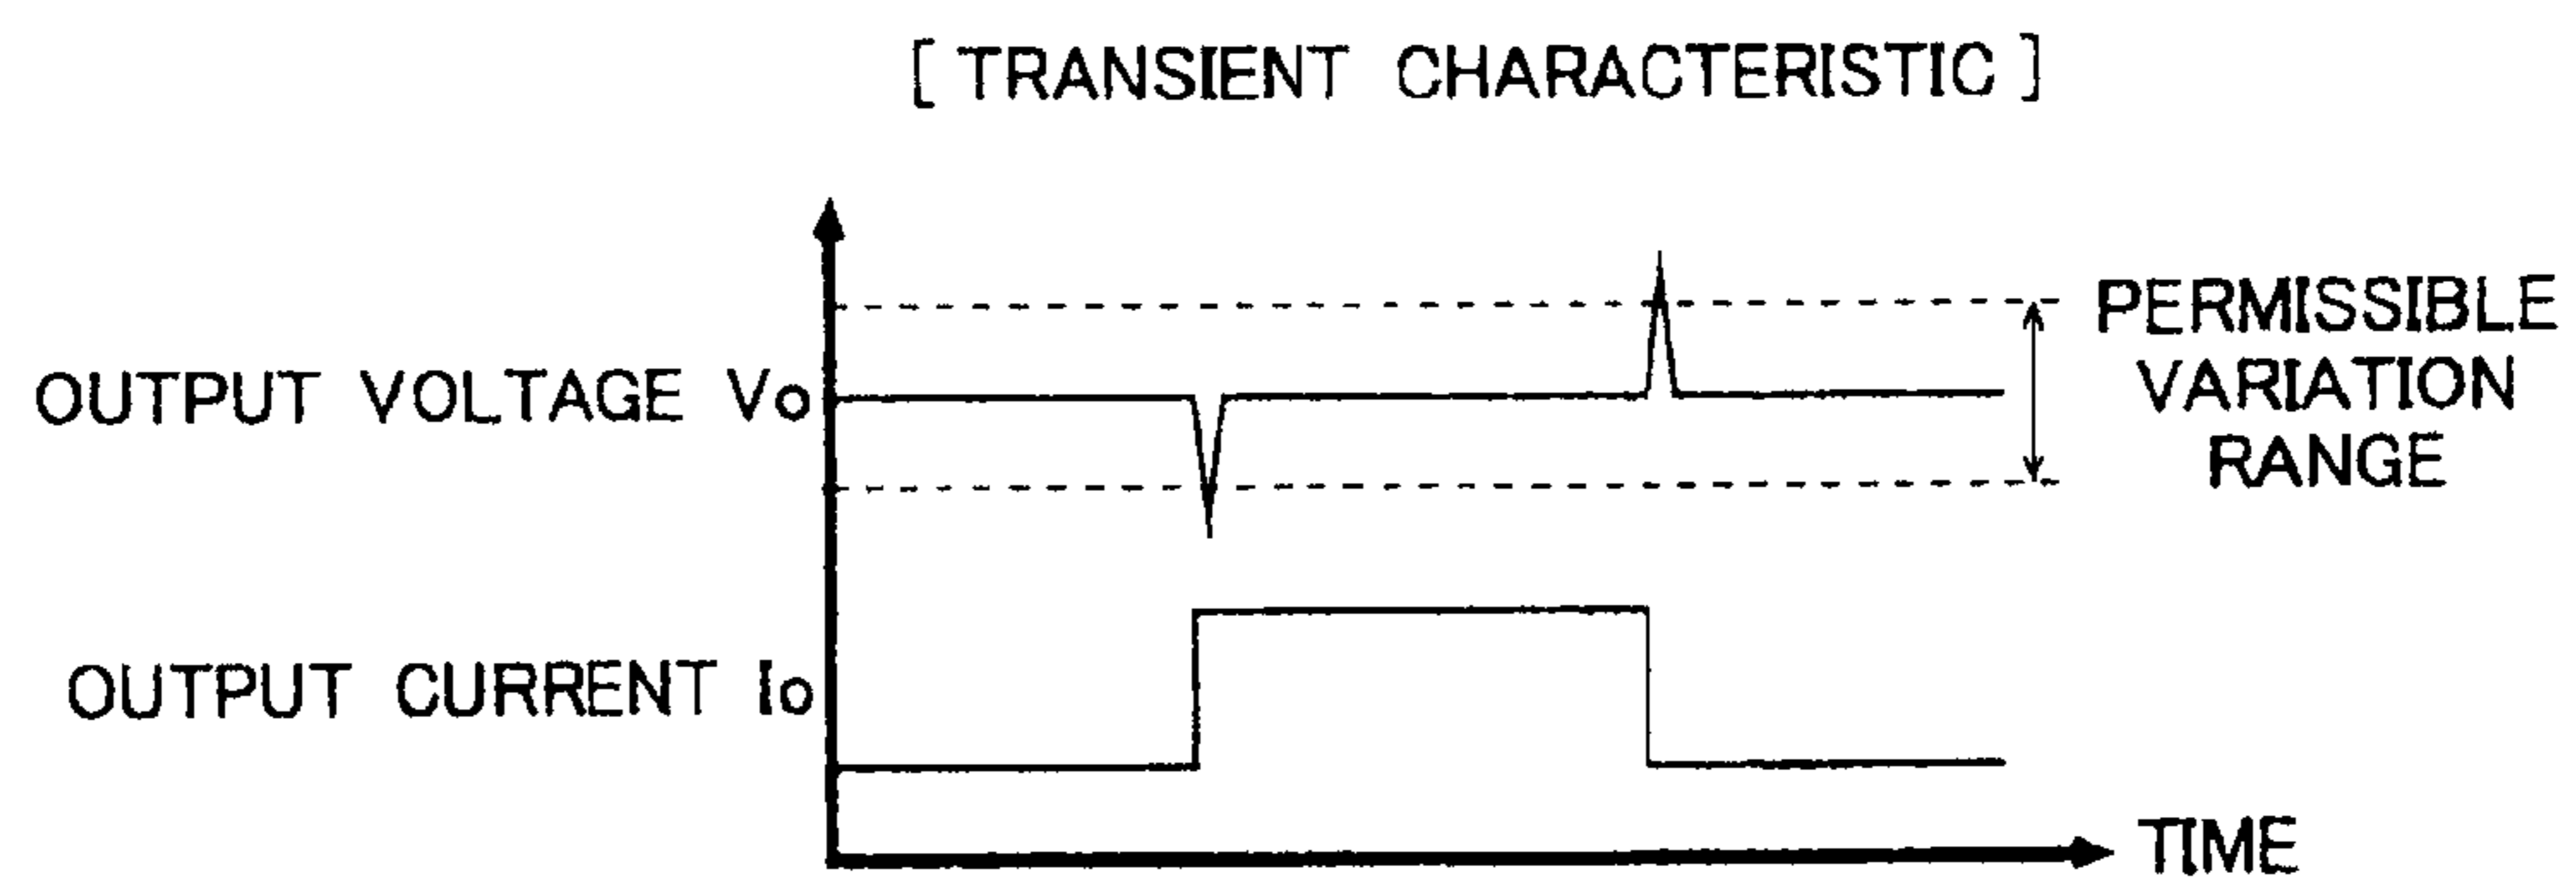 [ TRANSIENT CHARACTERISTIC ]
PERMISSIBLE
VARIATION
RANGE
OUTPUT VOLTAGE Vo
OUTPUT CURRENT Io
TIME